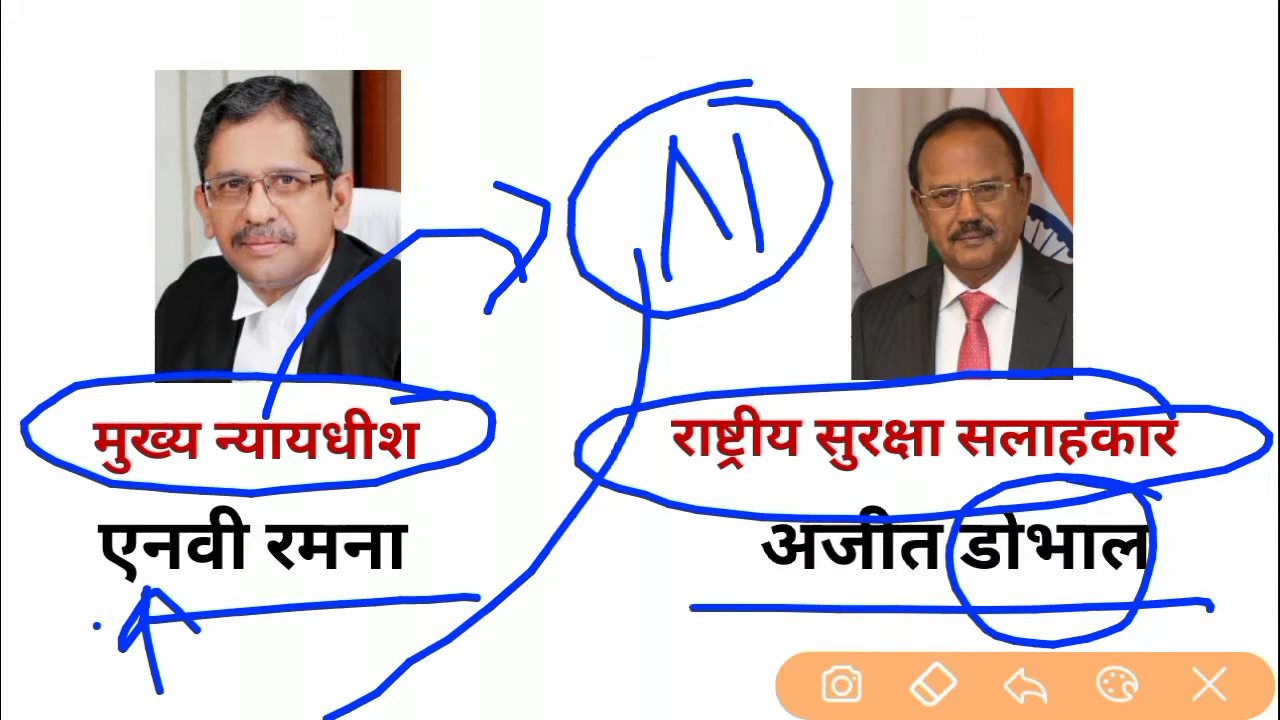 मुख्य न्यायधीश
एनवी रमना
N
राष्ट्रीय सुरक्षा सलाहकार
अजीत डोभाल